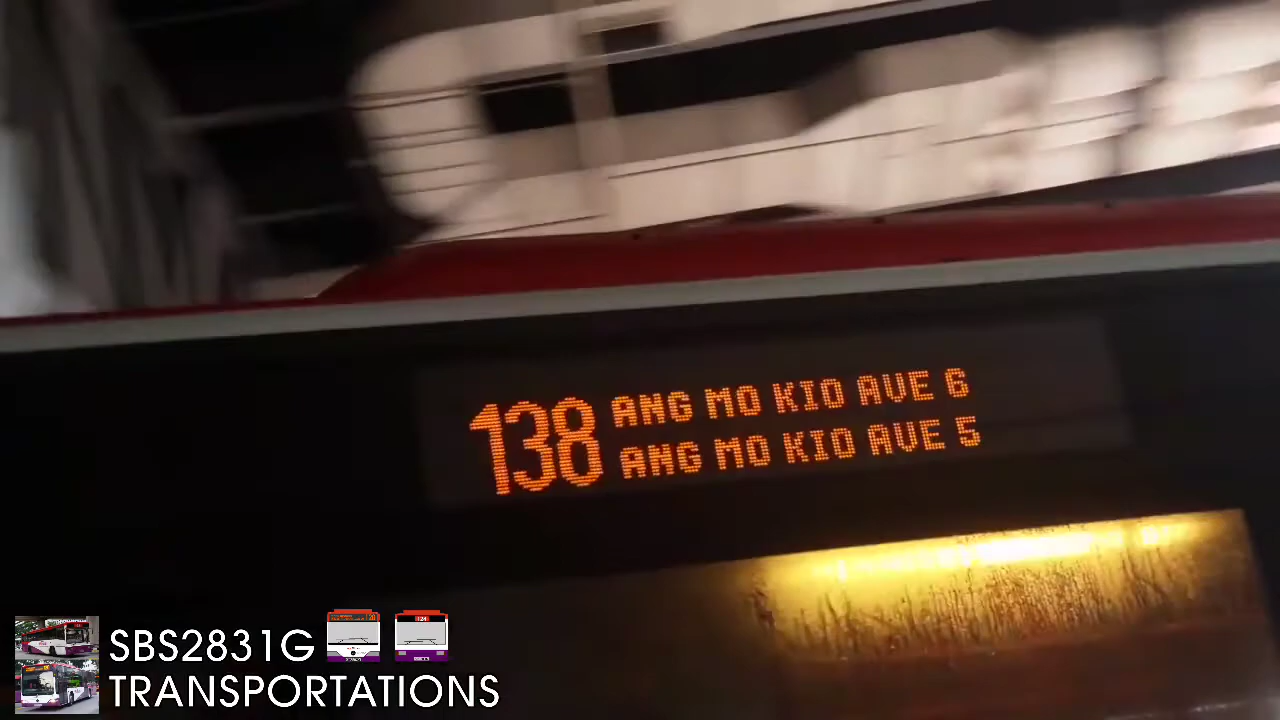 138 ANG MO KIO AVE 6
ANG MO KIO AVE 5
SBS2831G
TRANSPORTATIONS